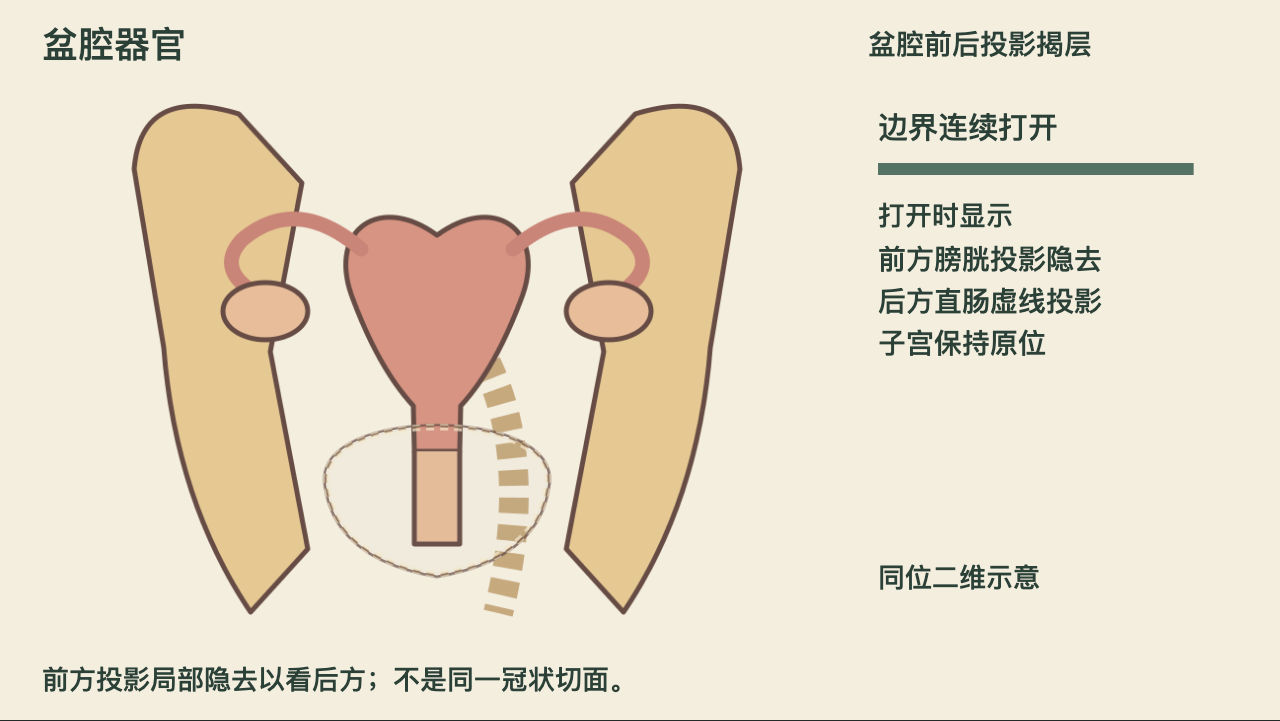 盆腔器官
盆腔前后投影揭层
边界连续打开
打开时显示
前方膀胱投影隐去
后方直肠虚线投影
子宫保持原位
同位二维示意
前方投影局部隐去以看后方；不是同一冠状切面。